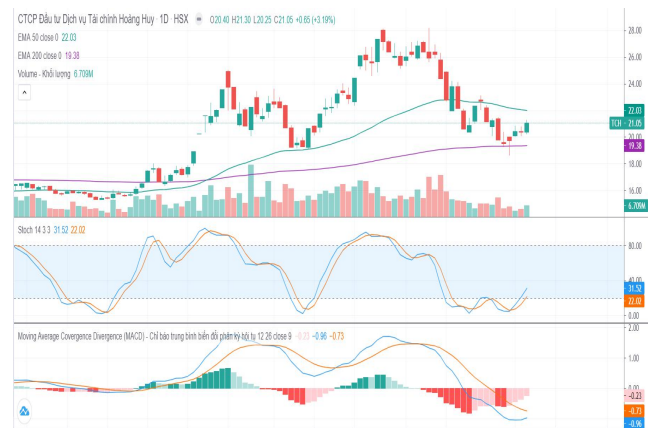 CTCP Đầu tư Dịch vụ Tài chính Hoàng Huy · 1D · HSX O20.40 H21.30 L20.25 C21.05 +0.65 (+3.19%)
EMA 50 close 0 22.03
EMA 200 close 0 19.38
Volume - Khối lượng 6.709M
28.00
26.00
24.00
22.03
TCH 21.05
20.00
19.38
18.00
16.00
6.709M
Stoch 14 3 3 31.52 22.02
80.00
40.00
31.52
22.02
0.00
Moving Average Covergence Divergence (MACD) - Chỉ báo trung bình biến đổi phân kỳ hội tụ 12 26 close 9 -0.23 -0.96 -0.73
2.00
1.00
0.00
-0.23
-0.73
-0.96